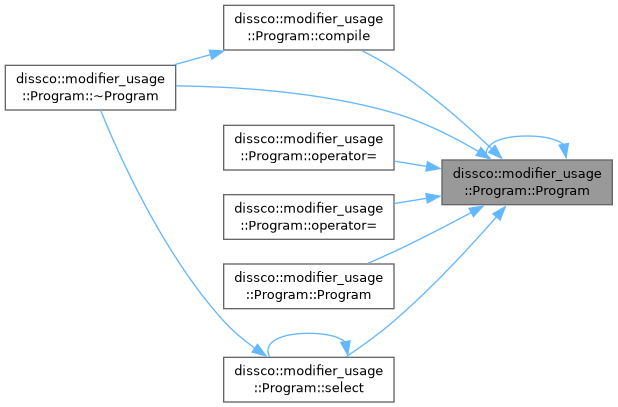 dissco::modifier_usage
::Program::compile
dissco::modifier_usage
::Program::~Program
dissco::modifier_usage
::Program::operator=
dissco::modifier_usage
::Program::Program
dissco::modifier_usage
::Program::operator=
dissco::modifier_usage
::Program::Program
dissco::modifier_usage
::Program::select